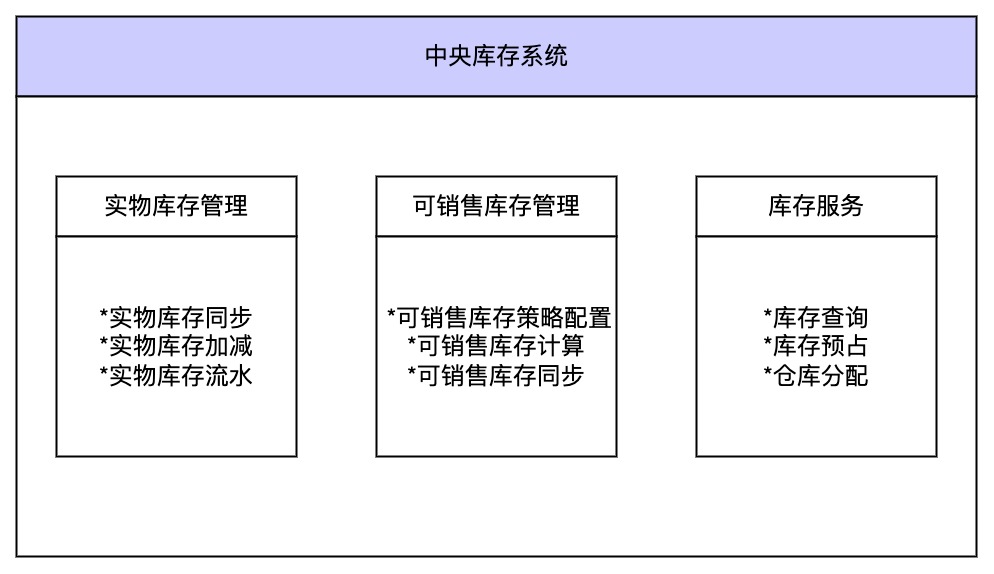 中央库存系统
实物库存管理
*实物库存同步
*实物库存加减
*实物库存流水
可销售库存管理
*可销售库存策略配置
*可销售库存计算
*可销售库存同步
库存服务
*库存查询
*库存预占
*仓库分配